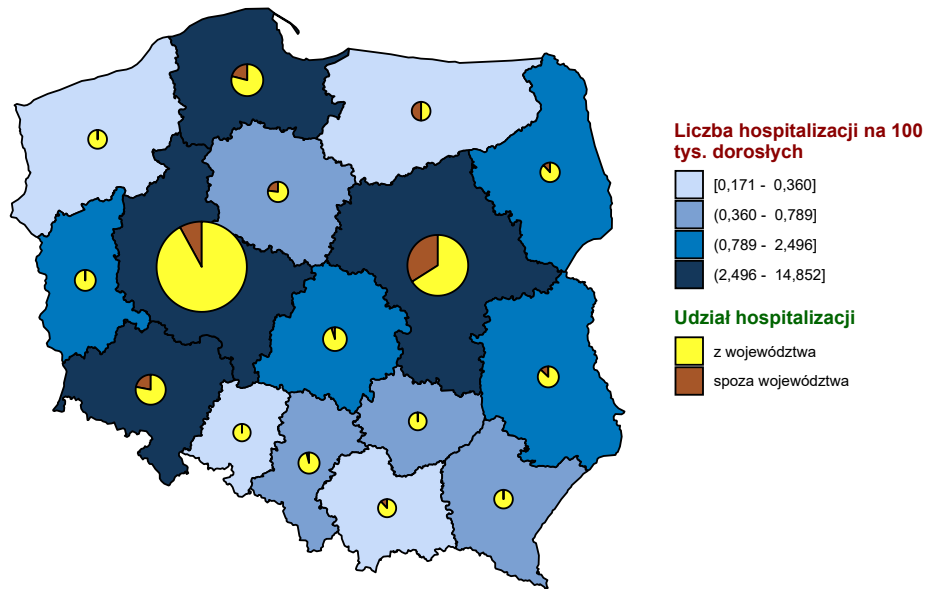 Liczba hospitalizacji na 100
tys. dorosłych
[0,171 - 0,360]
(0,360 - 0,789]
(0,789 - 2,496]
(2,496 - 14,852]
Udział hospitalizacji
z województwa
spoza województwa